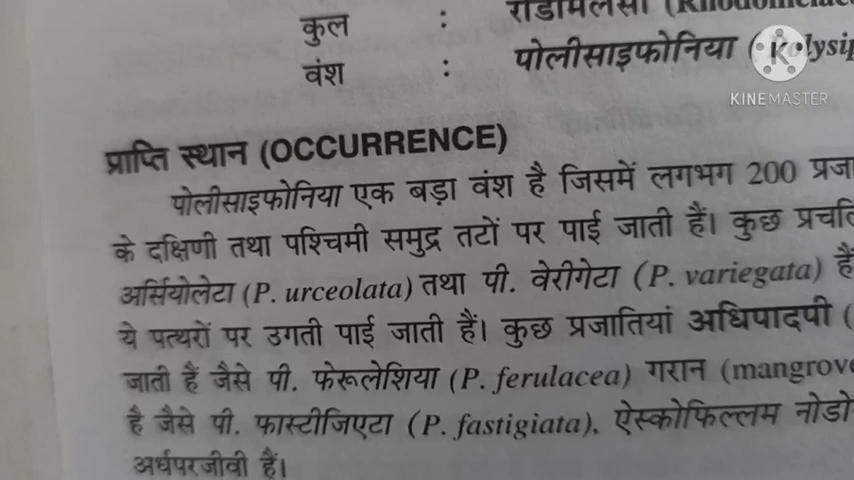 कुल : रोडोमिलेसी
वंश : पोलीसाइफोनिया
KINEMASTER
प्राप्ति स्थान (OCCURRENCE)
पोलीसाइफोनिया एक बड़ा वंश है जिसमें लगभग 200
के दक्षिणी तथा पश्चिमी समुद्र तटों पर पाई जाती हैं। कुछ
अर्सियोलेटा (P. urceolata) तथा पी. वेरीगेटा (P. variegata) हैं
ये पत्थरों पर उगती पाई जाती हैं। कुछ प्रजातियां अधिपादपी (
जाती हैं जैसे पी. फेरूलेशिया (P. ferulacea) गरान (mangrove
है जैसे पी. फास्टीजिएटा (P. fastigiata), ऐस्कोफिल्लम
अर्धपरजीवी हैं।